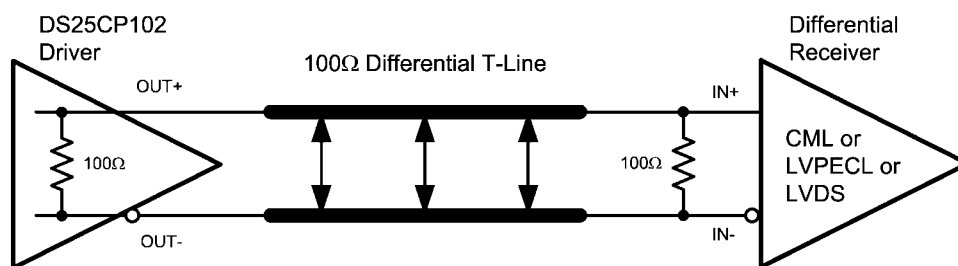 DS25CP102
Driver
Differential
Receiver
100Ω Differential T-Line
OUT+
IN+
100Ω
100Ω
CML or
LVPECL or
LVDS
OUT-
IN-